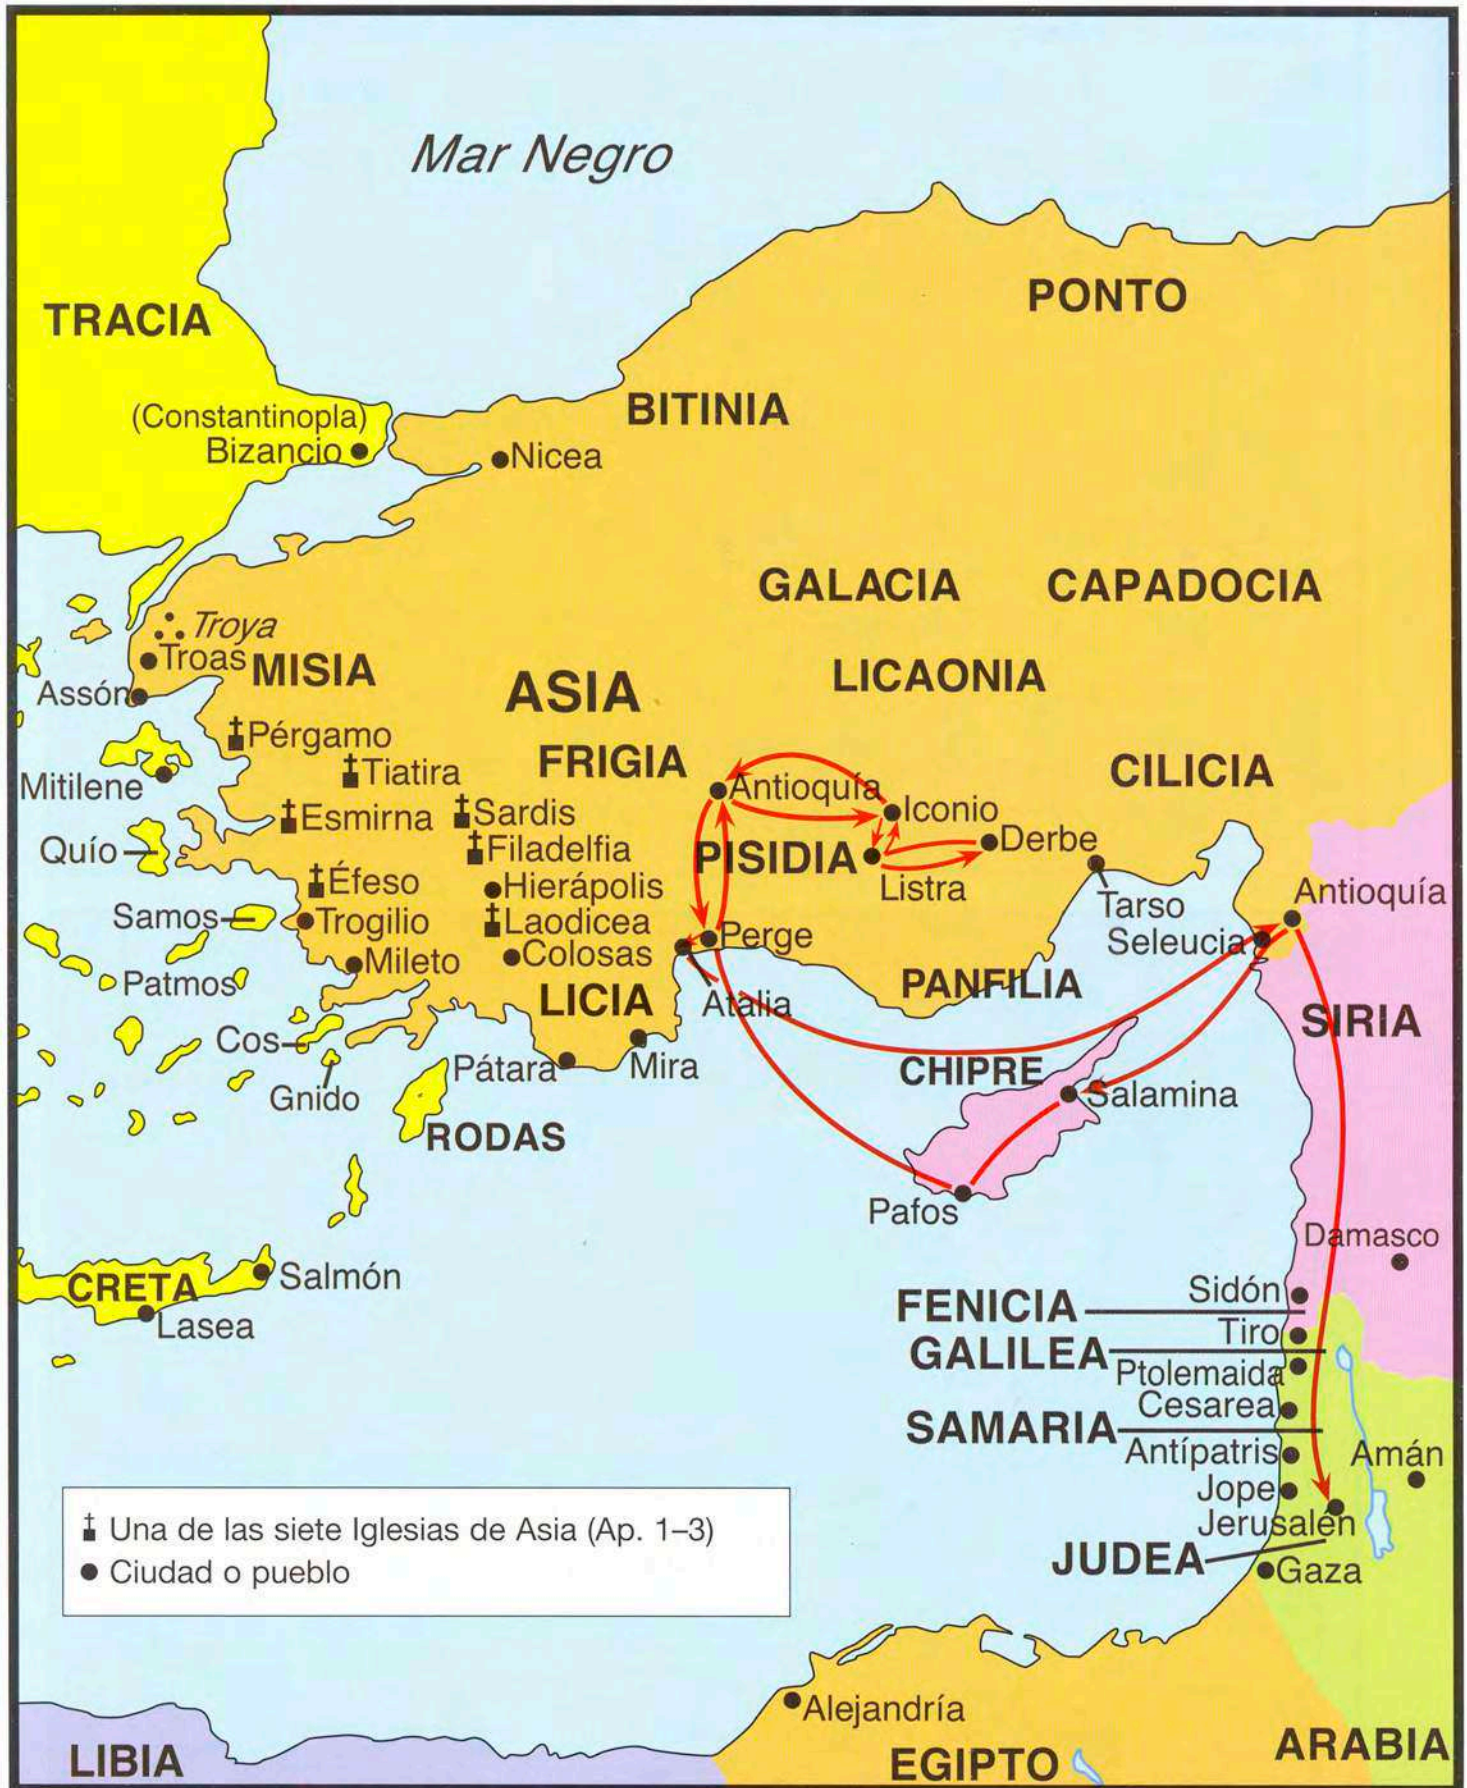 Mar Negro
PONTO
TRACIA
BITINIA
(Constantinopla)
Bizancio
Nicea
GALACIA
CAPADOCIA
Troya
Troas
MISIA
LICAONIA
Assón
ASIA
Pérgamo
FRIGIA
Tiatira
CILICIA
Mitilene
Antioquía
Iconio
Esmirna
Sardis
Derbe
Quío
Filadelfia
PISIDIA
Éfeso
Hierápolis
Listra
Antioquía
Tarso
Samos
Trogilio
Laodicea
Perge
Seleucia
Mileto
Colosas
Patmos
LICIA
Atalia
PANFILIA
SIRIA
Cos
Pátara
Mira
CHIPRE
Gnido
Salamina
RODAS
Pafos
Damasco
CRETA
Salmón
Sidón
FENICIA
Lasea
Tiro
GALILEA
Ptolemaida
Cesarea
SAMARIA
Antípatris
Amán
Jope
Jerusalén
JUDEA
Gaza
Una de las siete Iglesias de Asia (Ap. 1–3)
Ciudad o pueblo
Alejandría
LIBIA
EGIPTO
ARABIA